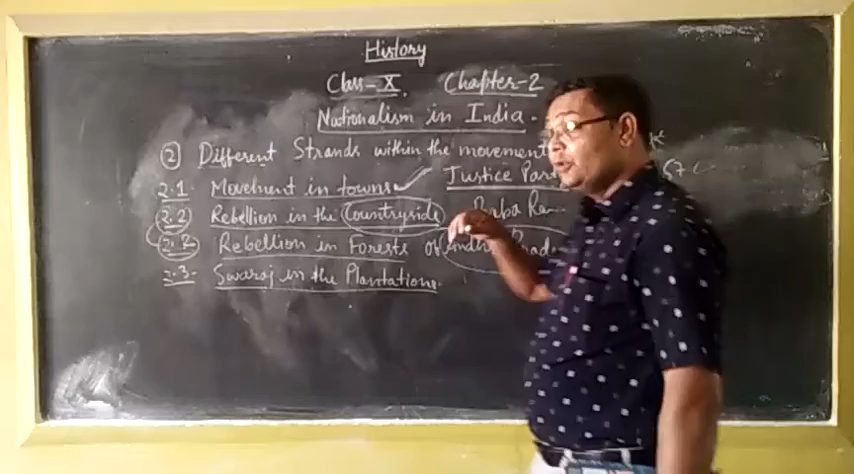 History
Class-X. Chapter-2
Nationalism in India.
② Different Strands within the movement
2.1 Movement in towns ✓ Justice
2.2 Rebellion in the Countryside Baba
2.2 Rebellion in Forests of
2.3. Swaraj in the Plantations.